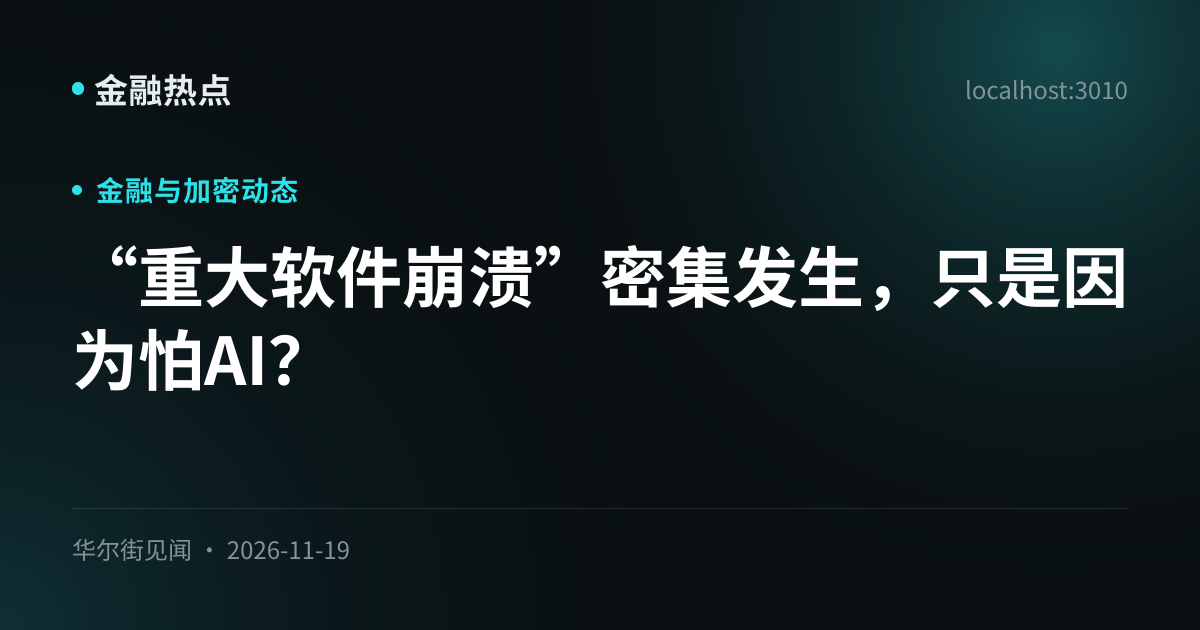 金融热点
localhost:3010
金融与加密动态
“重大软件崩溃”密集发生，只是因
为怕AI？
华尔街见闻 · 2026-11-19